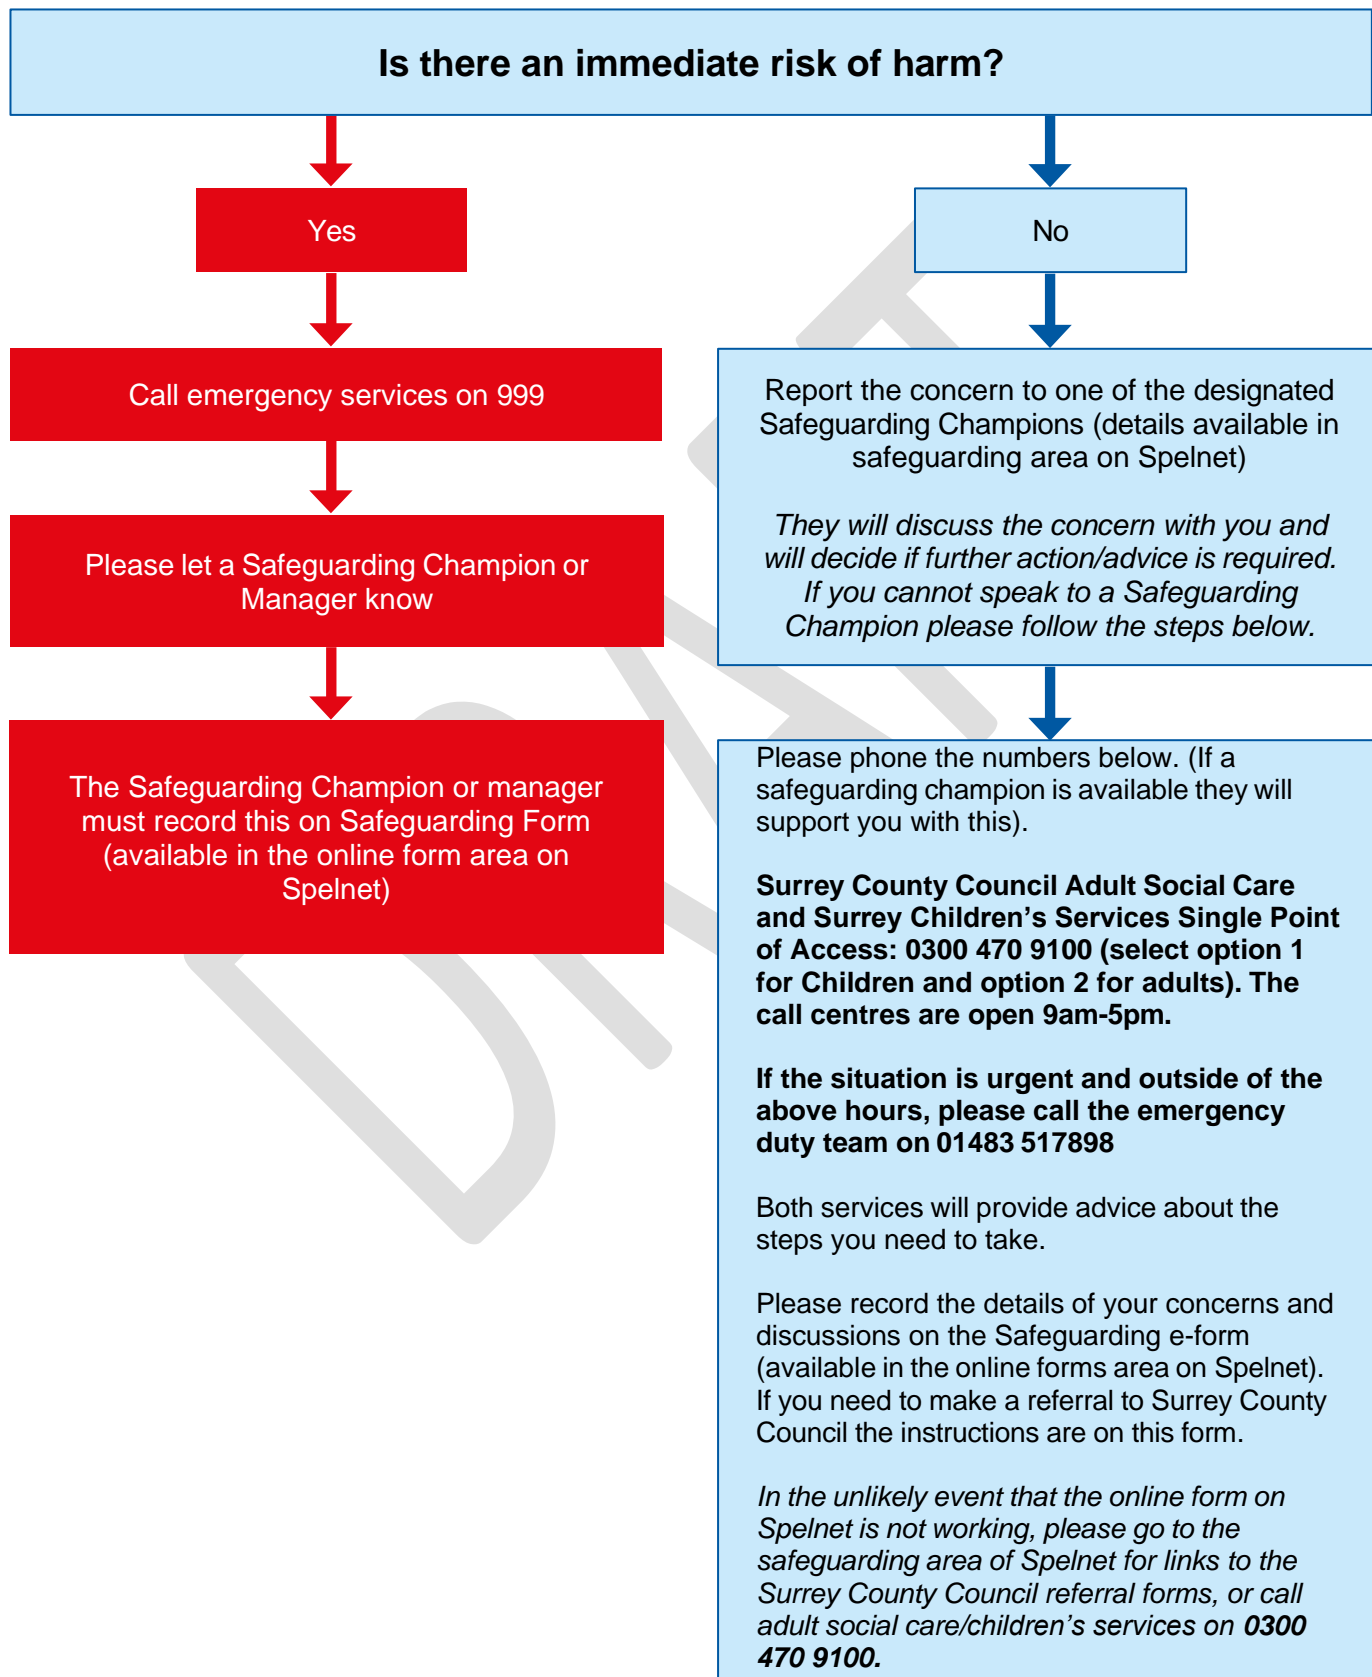 Is there an immediate risk of harm?
Yes
Call emergency services on 999
Please let a Safeguarding Champion or
Manager know
The Safeguarding Champion or manager
must record this on Safeguarding Form
(available in the online form area on
Spelnet)
No
Report the concern to one of the designated
Safeguarding Champions (details available in
safeguarding area on Spelnet)
They will discuss the concern with you and
will decide if further action/advice is required.
If you cannot speak to a Safeguarding
Champion please follow the steps below.
Please phone the numbers below. (If a
safeguarding champion is available they will
support you with this).
Surrey County Council Adult Social Care
and Surrey Children’s Services Single Point
of Access: 0300 470 9100 (select option 1
for Children and option 2 for adults). The
call centres are open 9am-5pm.
If the situation is urgent and outside of the
above hours, please call the emergency
duty team on 01483 517898
Both services will provide advice about the
steps you need to take.
Please record the details of your concerns and
discussions on the Safeguarding e-form
(available in the online forms area on Spelnet).
If you need to make a referral to Surrey County
Council the instructions are on this form.
In the unlikely event that the online form on
Spelnet is not working, please go to the
safeguarding area of Spelnet for links to the
Surrey County Council referral forms, or call
adult social care/children’s services on 0300
470 9100.
DRAFT